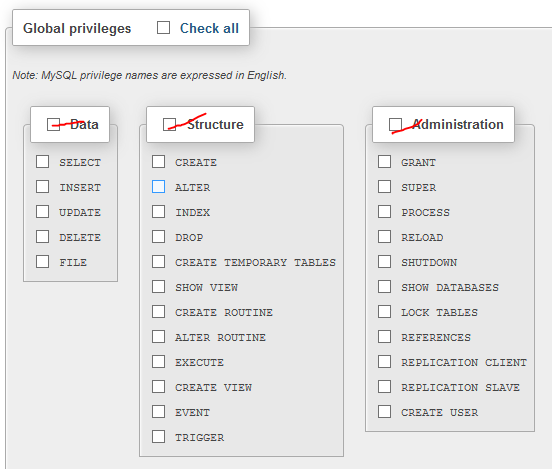 Global privileges Check all
Note: MySQL privilege names are expressed in English.
Data
SELECT
INSERT
UPDATE
DELETE
FILE
Structure
CREATE
ALTER
INDEX
DROP
CREATE TEMPORARY TABLES
SHOW VIEW
CREATE ROUTINE
ALTER ROUTINE
EXECUTE
CREATE VIEW
EVENT
TRIGGER
Administration
GRANT
SUPER
PROCESS
RELOAD
SHUTDOWN
SHOW DATABASES
LOCK TABLES
REFERENCES
REPLICATION CLIENT
REPLICATION SLAVE
CREATE USER